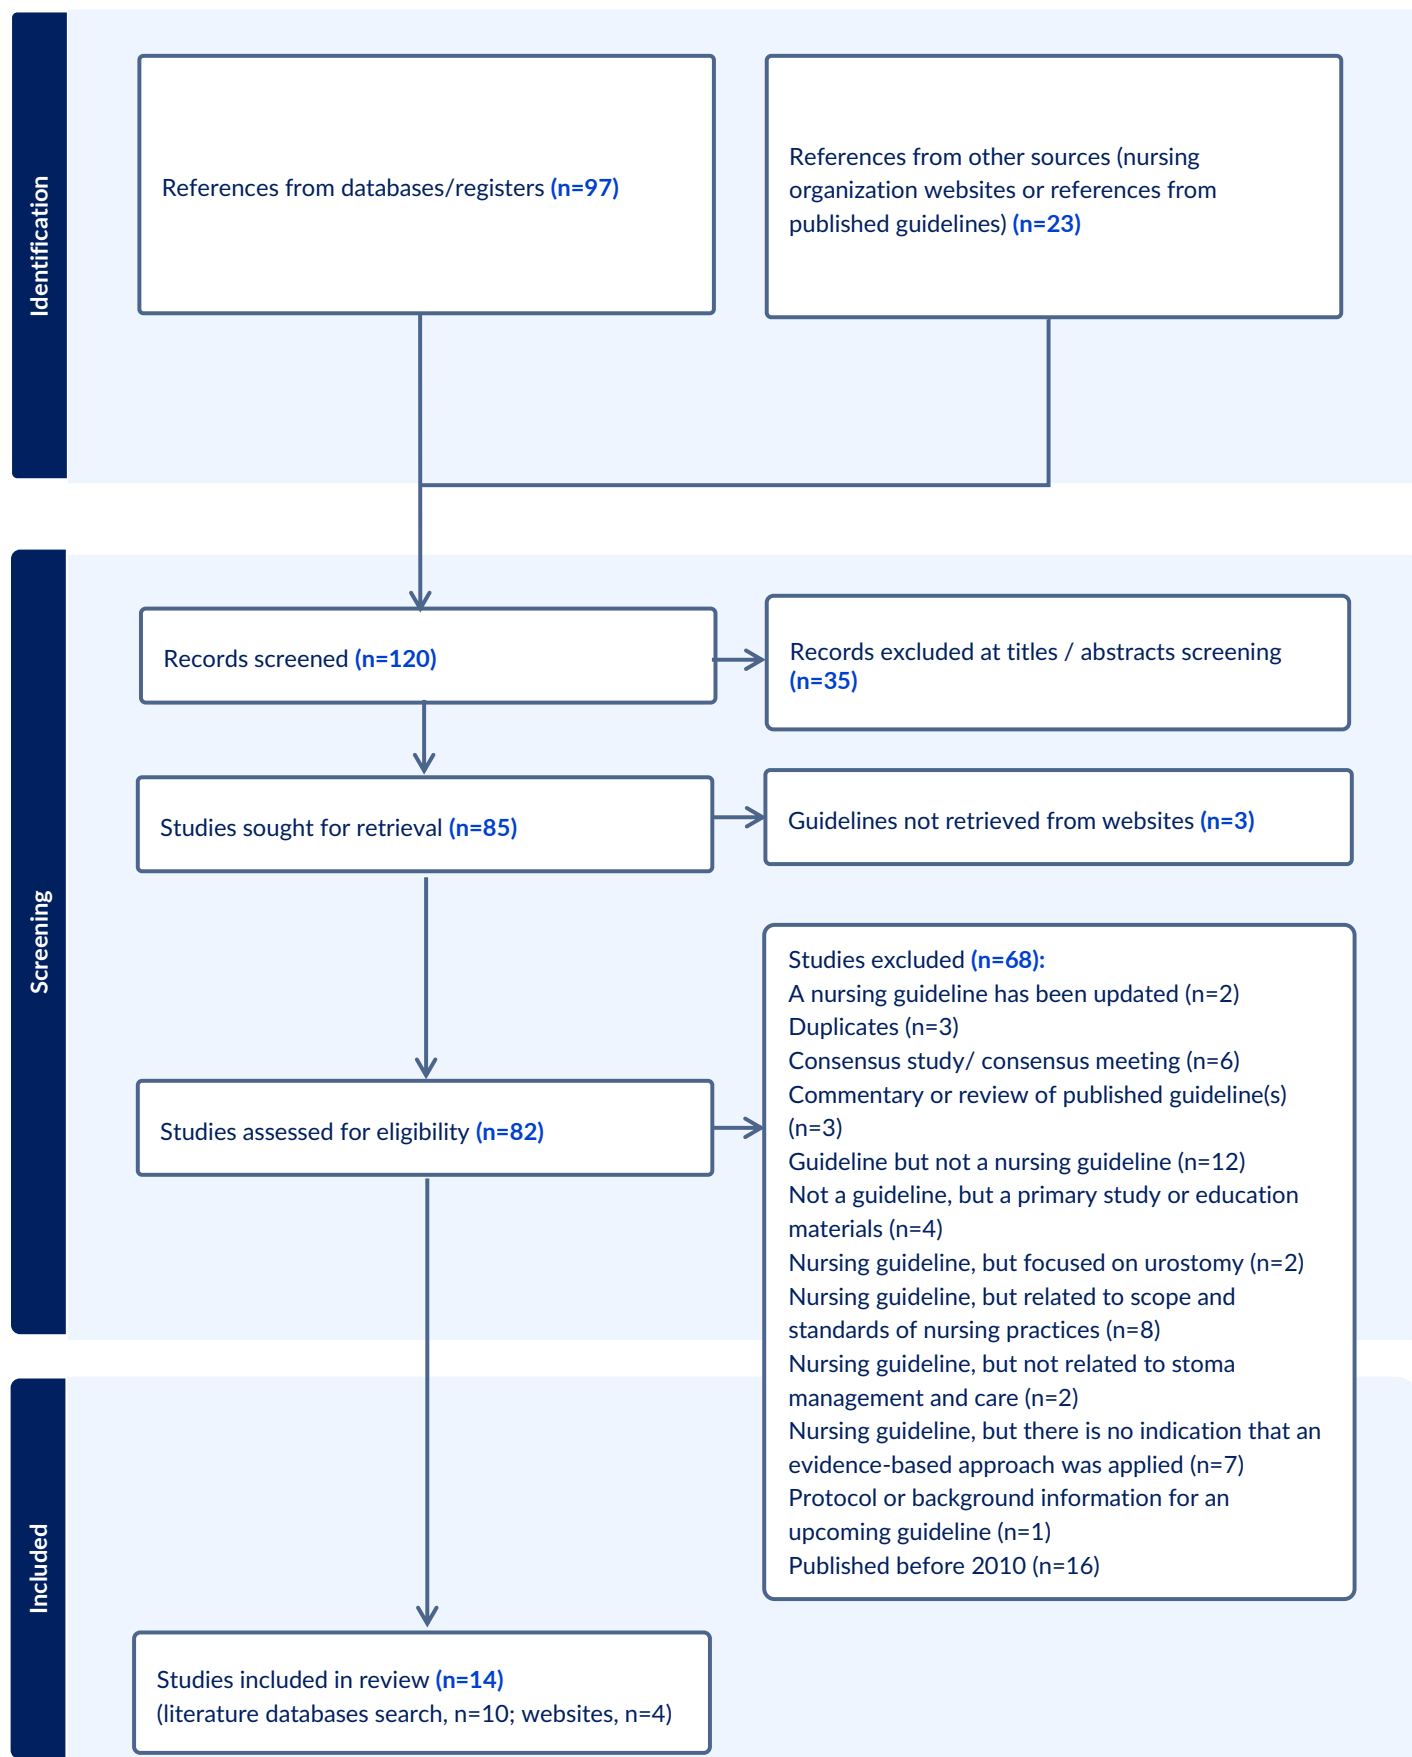 Identification
References from databases/registers (n=97)
References from other sources (nursing
organization websites or references from
published guidelines) (n=23)
Screening
Records screened (n=120)
Records excluded at titles / abstracts screening
(n=35)
Studies sought for retrieval (n=85)
Guidelines not retrieved from websites (n=3)
Studies assessed for eligibility (n=82)
Studies excluded (n=68):
A nursing guideline has been updated (n=2)
Duplicates (n=3)
Consensus study/ consensus meeting (n=6)
Commentary or review of published guideline(s)
(n=3)
Guideline but not a nursing guideline (n=12)
Not a guideline, but a primary study or education
materials (n=4)
Nursing guideline, but focused on urostomy (n=2)
Nursing guideline, but related to scope and
standards of nursing practices (n=8)
Nursing guideline, but not related to stoma
management and care (n=2)
Nursing guideline, but there is no indication that an
evidence-based approach was applied (n=7)
Protocol or background information for an
upcoming guideline (n=1)
Published before 2010 (n=16)
Included
Studies included in review (n=14)
(literature databases search, n=10; websites, n=4)